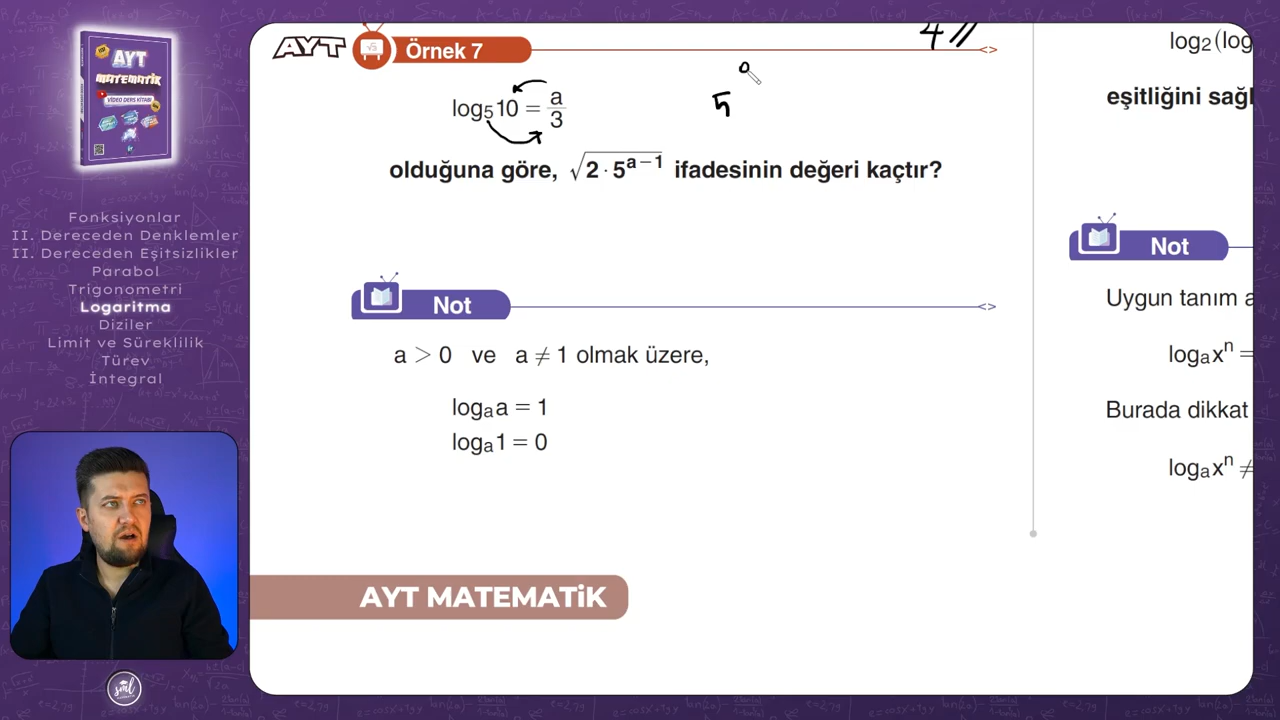 AYT
MATEMATİK
VİDEO DERS KİTABI
Fonksiyonlar
II. Dereceden Denklemler
II. Dereceden Eşitsizlikler
Parabol
Trigonometri
Logaritma
Diziler
Limit ve Süreklilik
Türev
İntegral
sml
AYT Örnek 7
4//
log₅10 = a/3
5ᵃ
olduğuna göre, √(2 · 5ᵃ⁻¹) ifadesinin değeri kaçtır?
Not
a > 0 ve a ≠ 1 olmak üzere,
logₐa = 1
logₐ1 = 0
AYT MATEMATİK
log₂(log
eşitliğini sağl
Not
Uygun tanım a
logₐxⁿ =
Burada dikkat
logₐxⁿ ≠